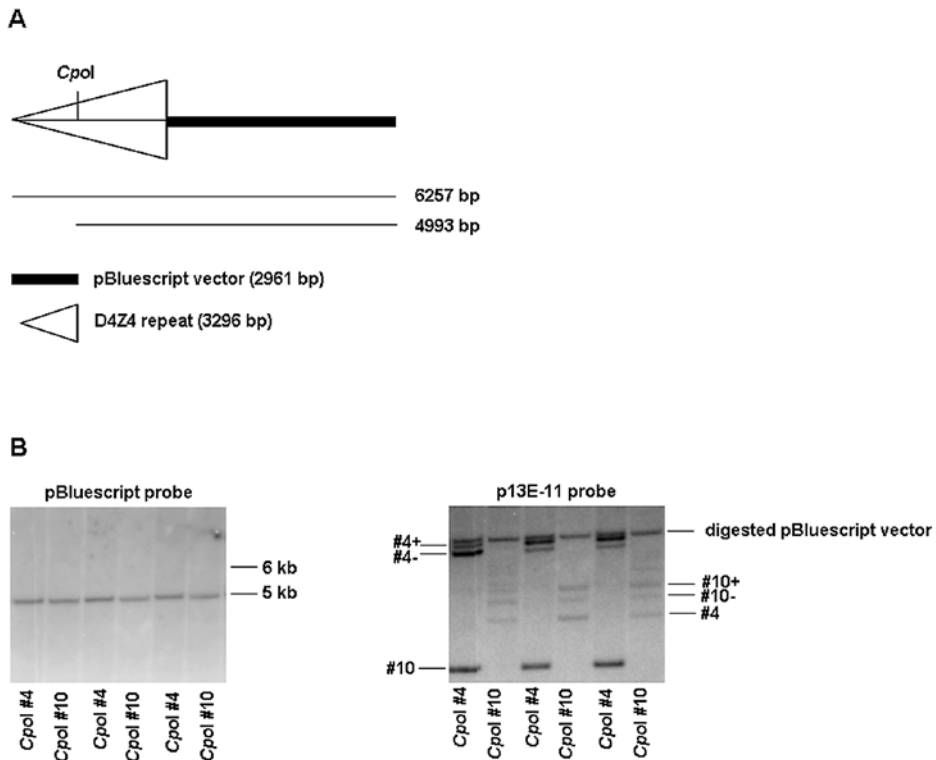 A
CpoI
6257 bp
4993 bp
pBluescript vector (2961 bp)
D4Z4 repeat (3296 bp)
B
pBluescript probe
6 kb
5 kb
CpoI #4
CpoI #10
CpoI #4
CpoI #10
CpoI #4
CpoI #10
p13E-11 probe
#4+
#4-
#10
digested pBluescript vector
#10+
#10-
#4
CpoI #4
CpoI #10
CpoI #4
CpoI #10
CpoI #4
CpoI #10